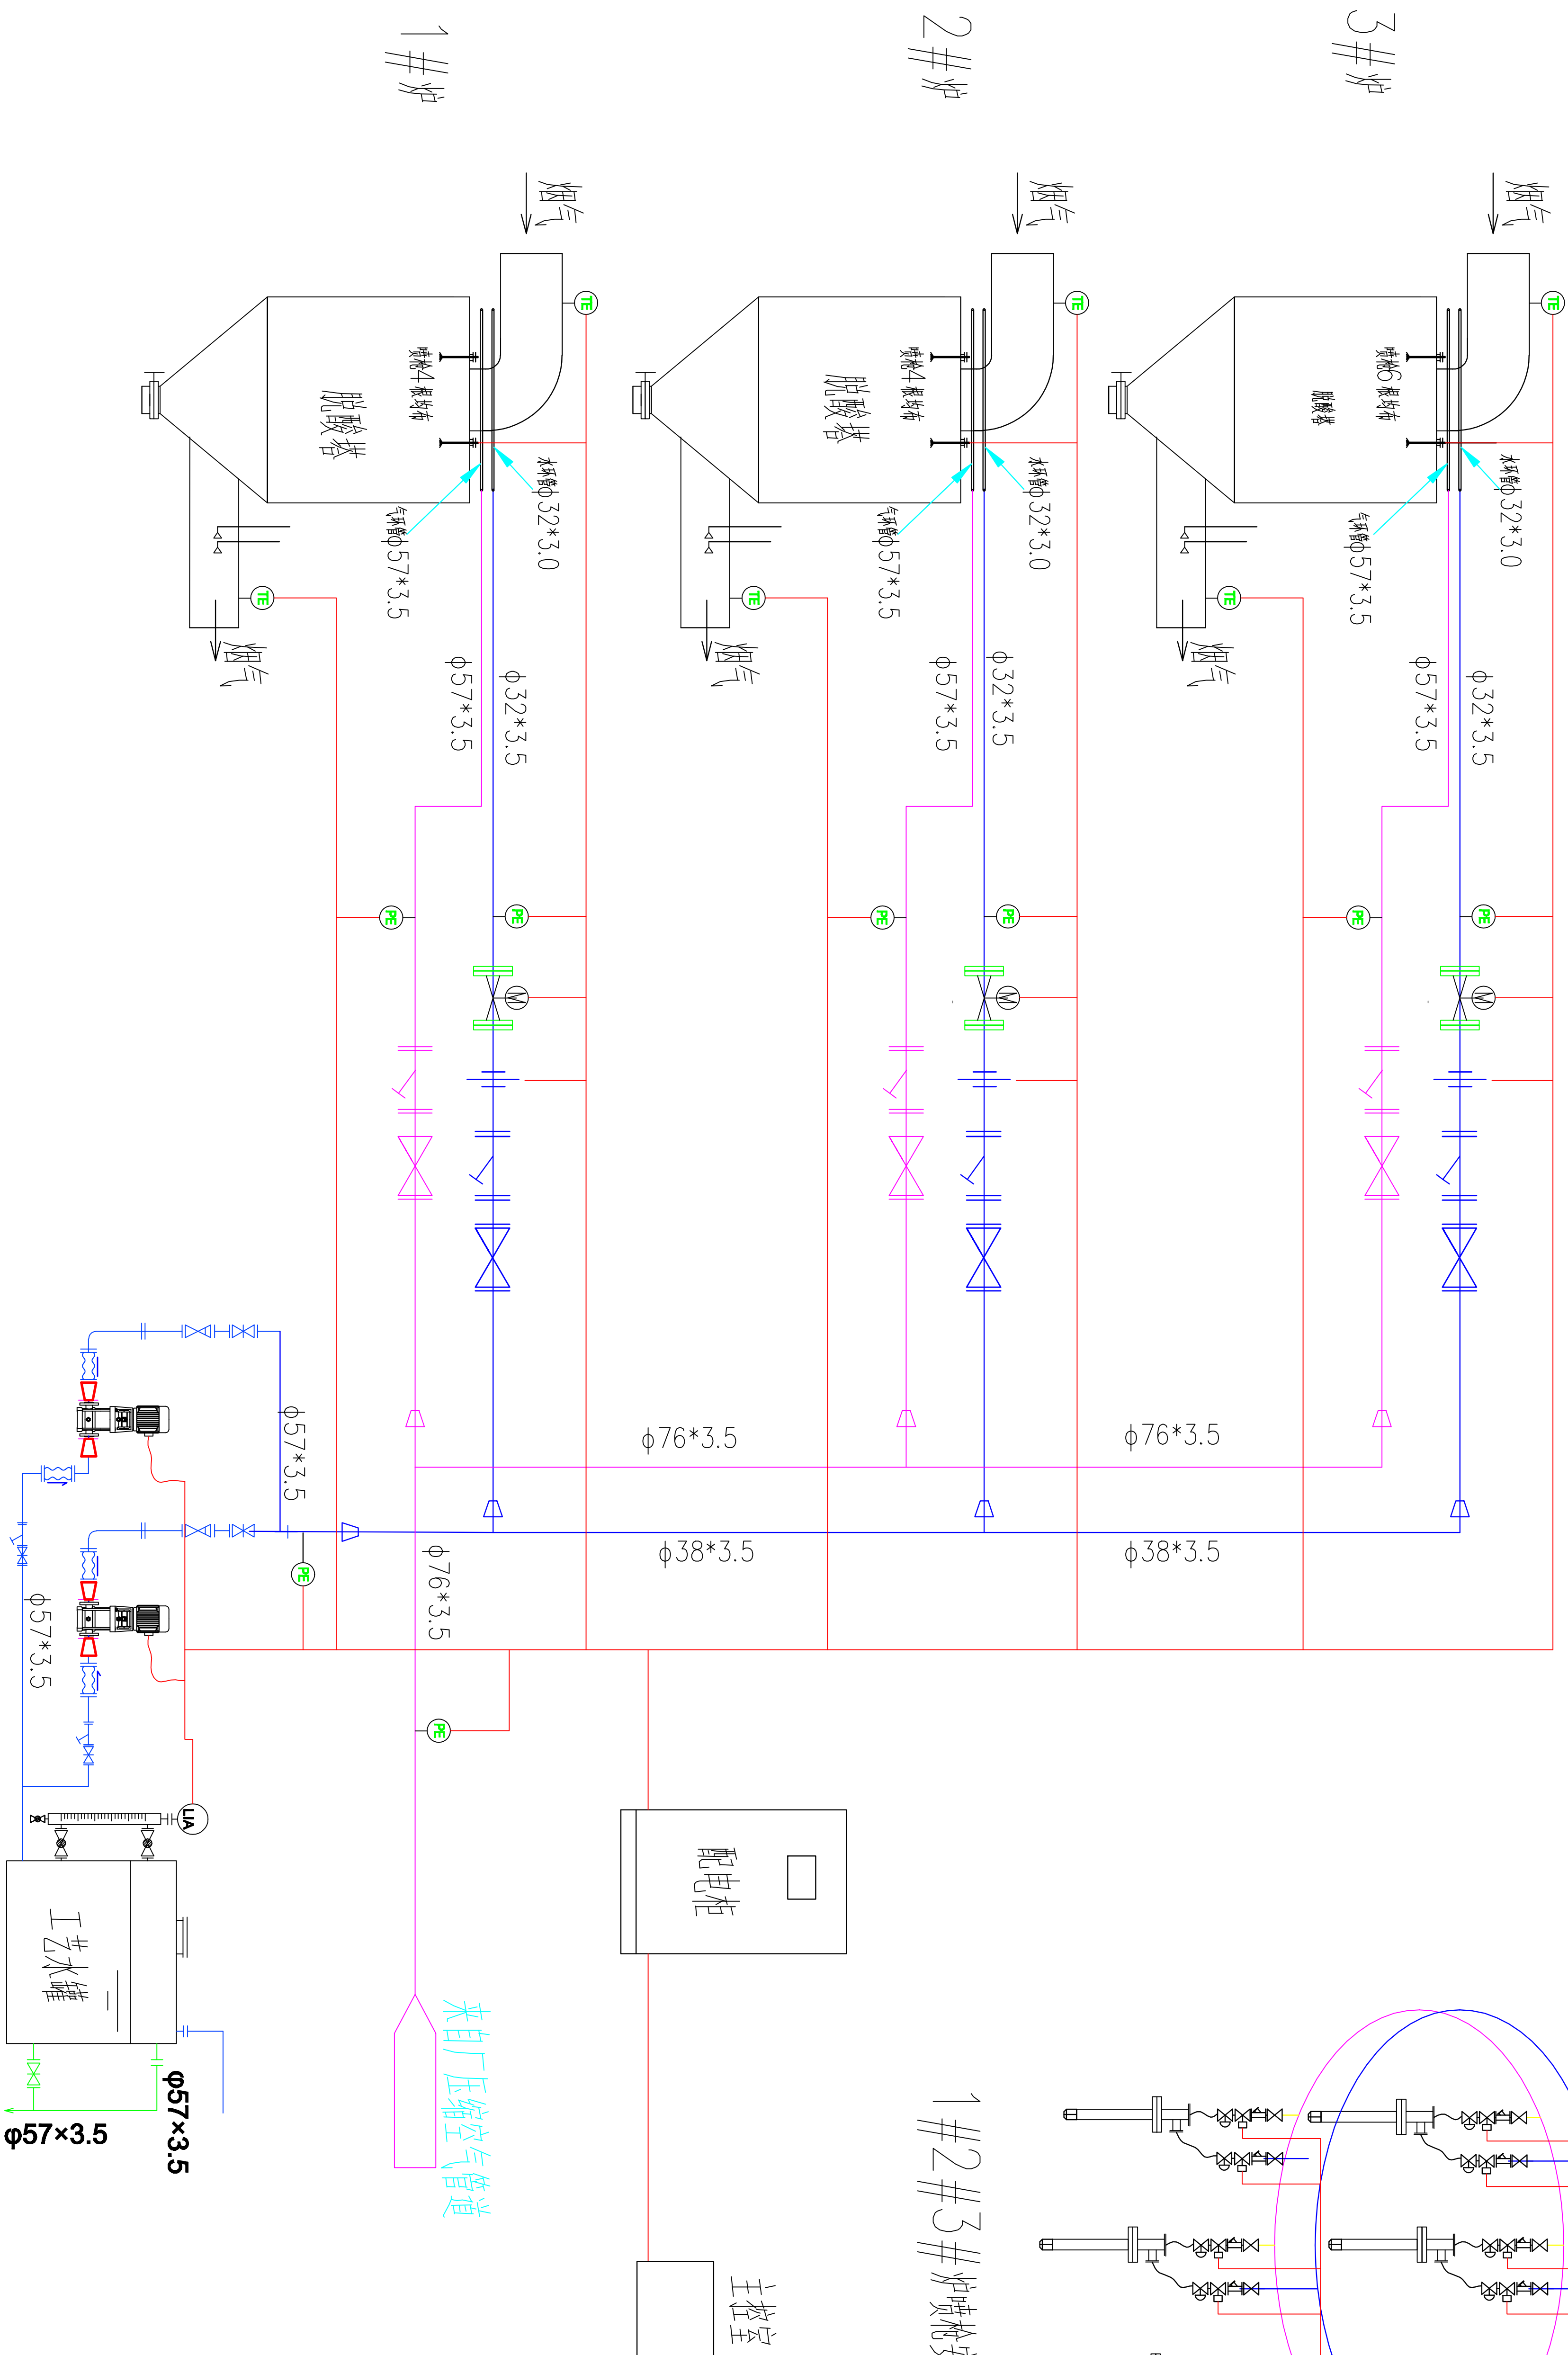 1#炉
2#炉
3#炉
烟气
烟气
烟气
TE
TE
TE
喷枪4根均布
喷枪4根均布
喷枪6根均布
脱酸塔
脱酸塔
脱酸塔
水环管ϕ32*3.0
水环管ϕ32*3.0
水环管ϕ32*3.0
气环管ϕ57*3.5
气环管ϕ57*3.5
气环管ϕ57*3.5
TE
TE
TE
烟气
烟气
烟气
ϕ32*3.5
ϕ57*3.5
ϕ32*3.5
ϕ57*3.5
ϕ32*3.5
ϕ57*3.5
PE
PE
PE
PE
PE
PE
M
M
M
ϕ76*3.5
ϕ76*3.5
ϕ38*3.5
ϕ38*3.5
ϕ57*3.5
ϕ57*3.5
ϕ76*3.5
PE
PE
LIA
配电柜
工艺水罐
来自厂压缩空气管道
φ57×3.5
φ57×3.5
主控室
1#2#3#炉喷枪